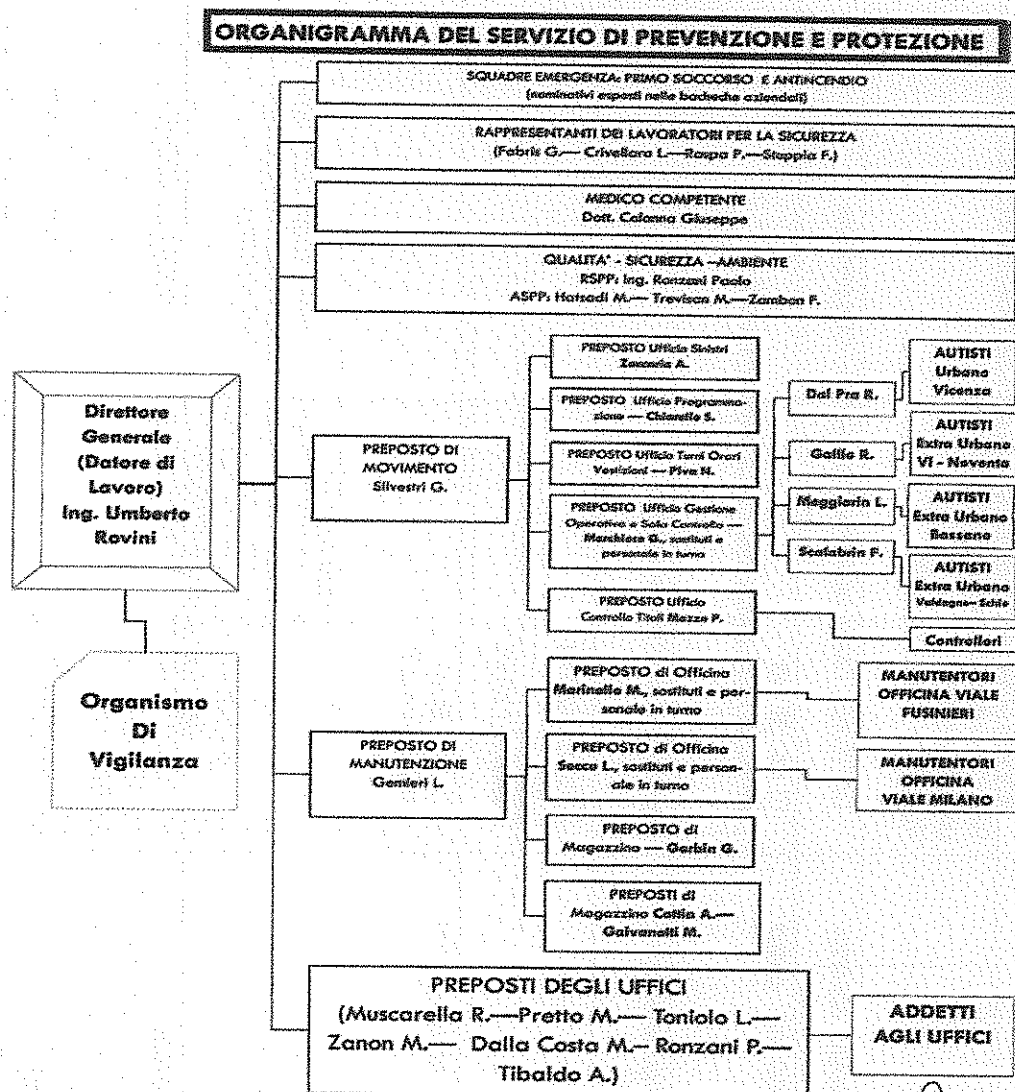 ORGANIGRAMMA DEL SERVIZIO DI PREVENZIONE E PROTEZIONE
SQUADRE EMERGENZA: PRIMO SOCCORSO E ANTINCENDIO
(nominativi esposti nelle bacheche aziendali)
RAPPRESENTANTI DEI LAVORATORI PER LA SICUREZZA
(Fabris G.— Crivellara L.—Raspa P.—Stoppia F.)
MEDICO COMPETENTE
Dott. Calanna Giuseppe
QUALITA' - SICUREZZA –AMBIENTE
RSPP: Ing. Ronzani Paolo
ASPP: Hatsadi M.— Trevisan M.—Zambon F.
Direttore
Generale
(Datore di
Lavoro)
Ing. Umberto
Rovini
Organismo
Di
Vigilanza
PREPOSTO DI
MOVIMENTO
Silvestri G.
PREPOSTO Ufficio Sinistri
Zaccaria A.
PREPOSTO Ufficio Programma-
zione — Chiarello S.
PREPOSTO Ufficio Turni Orari
Vestizioni — Piva N.
PREPOSTO Ufficio Gestione
Operativa e Sala Controllo —
Marchioro G., sostituti e
personale in turno
PREPOSTO Ufficio
Controllo Titoli Mazzo P.
Dal Pra R.
Gallio R.
Meggiorin L.
Scalabrin F.
AUTISTI
Urbano
Vicenza
AUTISTI
Extra Urbano
VI - Noventa
AUTISTI
Extra Urbano
Bassano
AUTISTI
Extra Urbano
Valdagno– Schio
Controllori
PREPOSTO DI
MANUTENZIONE
Gemieri L.
PREPOSTO di Officina
Marinello M., sostituti e per-
sonale in turno
PREPOSTO di Officina
Secco L., sostituti e person-
ale in turno
PREPOSTO di
Magazzino — Garbin G.
PREPOSTI di
Magazzino Cattin A.—
Galvanetti M.
MANUTENTORI
OFFICINA VIALE
FUSINIERI
MANUTENTORI
OFFICINA
VIALE MILANO
PREPOSTI DEGLI UFFICI
(Muscarella R.—Pretto M.— Toniolo L.—
Zanon M.— Dalla Costa M.– Ronzani P.—
Tibaldo A.)
ADDETTI
AGLI UFFICI